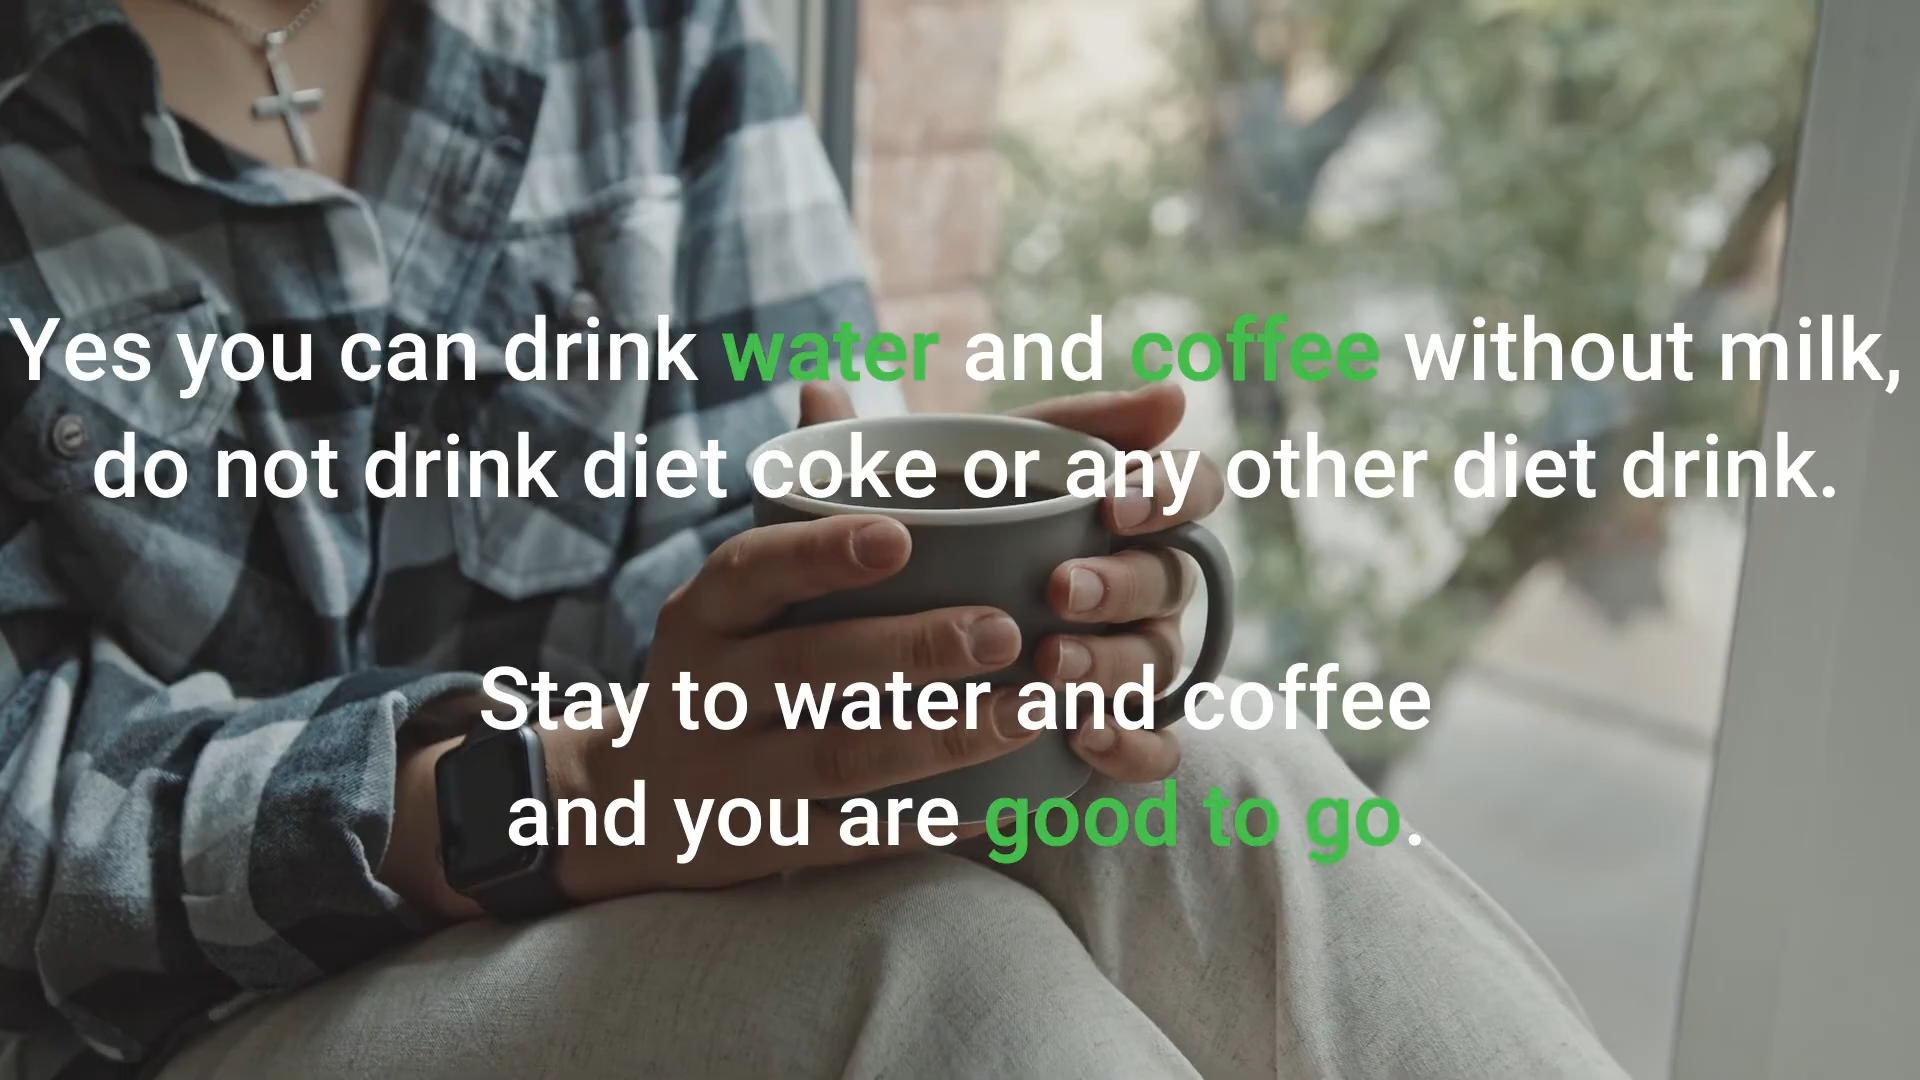 Yes you can drink water and coffee without milk,
do not drink diet coke or any other diet drink.
Stay to water and coffee
and you are good to go.